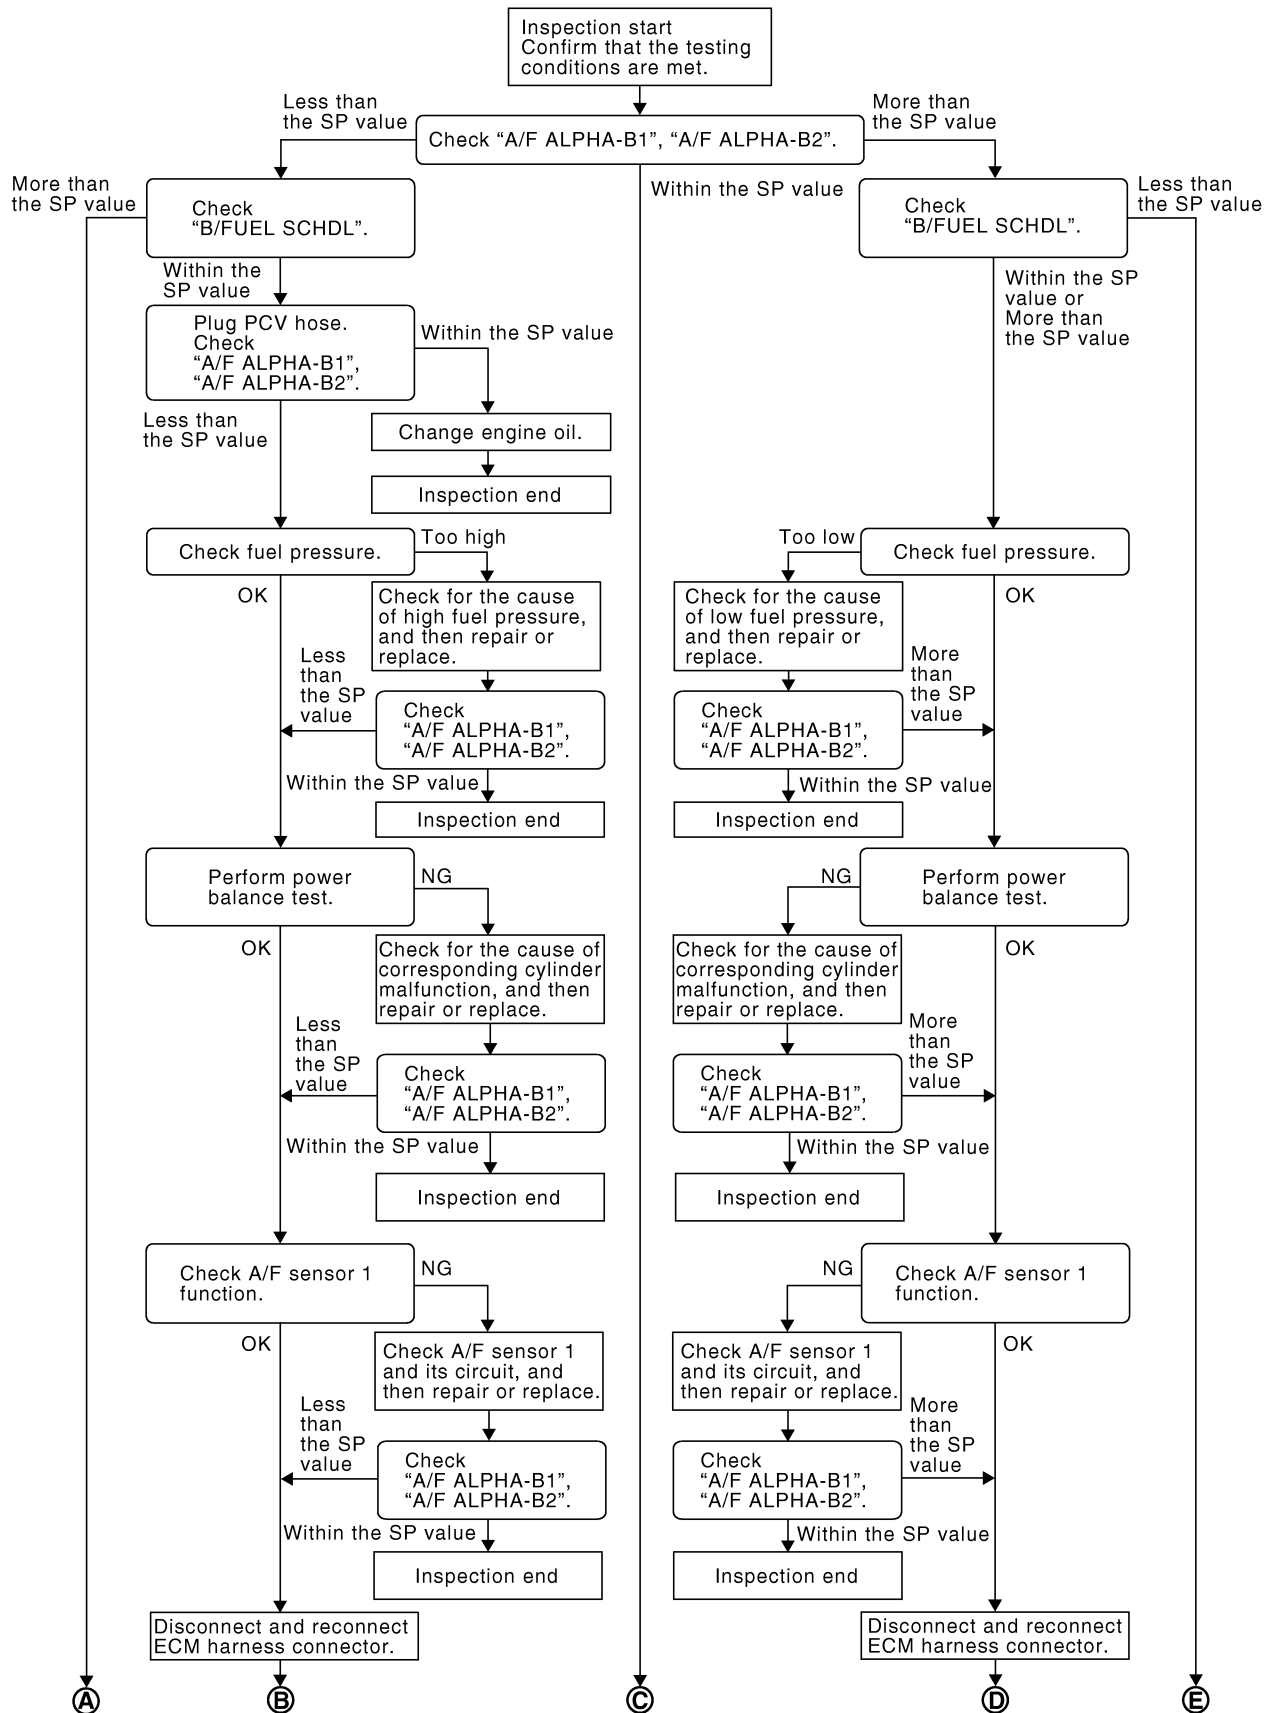 Inspection start
Confirm that the testing
conditions are met.
Less than
the SP value
More than
the SP value
Check “A/F ALPHA-B1”, “A/F ALPHA-B2”.
More than
the SP value
Within the SP value
Less than
the SP value
Check
“B/FUEL SCHDL”.
Check
“B/FUEL SCHDL”.
Within the
SP value
Within the SP
value or
More than
the SP value
Plug PCV hose.
Check
“A/F ALPHA-B1”,
“A/F ALPHA-B2”.
Within the SP value
Less than
the SP value
Change engine oil.
Inspection end
Check fuel pressure.
Too high
Too low
Check fuel pressure.
OK
OK
Check for the cause
of high fuel pressure,
and then repair or
replace.
Check for the cause
of low fuel pressure,
and then repair or
replace.
Less
than
the SP
value
More
than
the SP
value
Check
“A/F ALPHA-B1”,
“A/F ALPHA-B2”.
Check
“A/F ALPHA-B1”,
“A/F ALPHA-B2”.
Within the SP value
Within the SP value
Inspection end
Inspection end
Perform power
balance test.
NG
NG
Perform power
balance test.
OK
OK
Check for the cause of
corresponding cylinder
malfunction, and then
repair or replace.
Check for the cause of
corresponding cylinder
malfunction, and then
repair or replace.
Less
than
the SP
value
More
than
the SP
value
Check
“A/F ALPHA-B1”,
“A/F ALPHA-B2”.
Check
“A/F ALPHA-B1”,
“A/F ALPHA-B2”.
Within the SP value
Within the SP value
Inspection end
Inspection end
Check A/F sensor 1
function.
NG
NG
Check A/F sensor 1
function.
OK
OK
Check A/F sensor 1
and its circuit, and
then repair or replace.
Check A/F sensor 1
and its circuit, and
then repair or replace.
Less
than
the SP
value
More
than
the SP
value
Check
“A/F ALPHA-B1”,
“A/F ALPHA-B2”.
Check
“A/F ALPHA-B1”,
“A/F ALPHA-B2”.
Within the SP value
Within the SP value
Inspection end
Inspection end
Disconnect and reconnect
ECM harness connector.
Disconnect and reconnect
ECM harness connector.
A
B
C
D
E